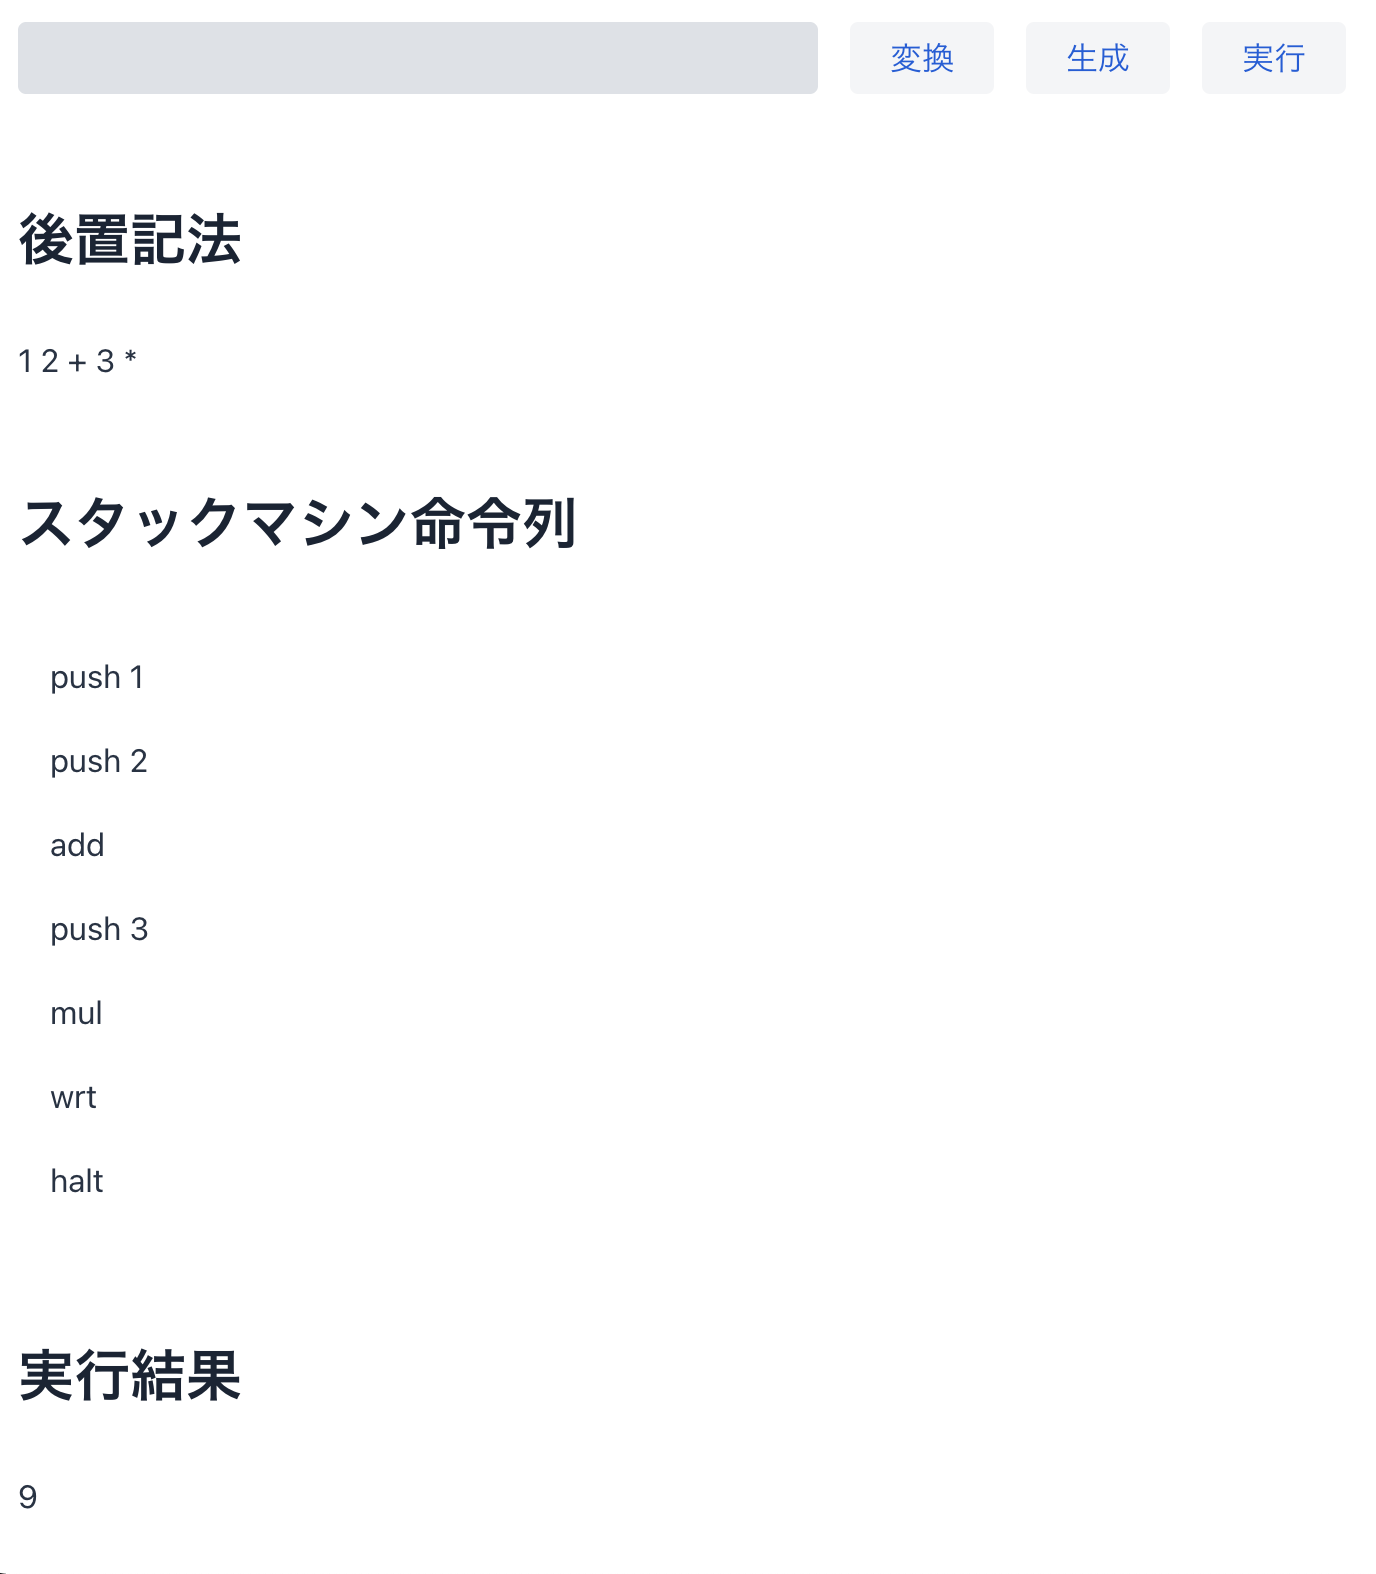 変換 生成 実行
後置記法
1 2 + 3 *
スタックマシン命令列
push 1
push 2
add
push 3
mul
wrt
halt
実行結果
9